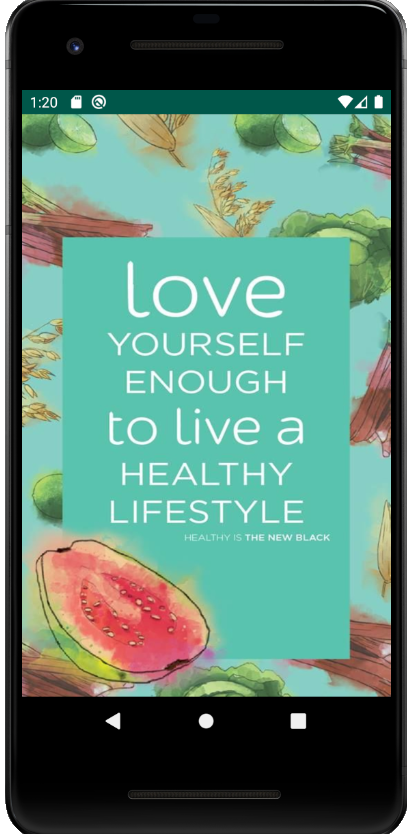 1:20
love
YOURSELF
ENOUGH
to live a
HEALTHY
LIFESTYLE
HEALTHY IS THE NEW BLACK